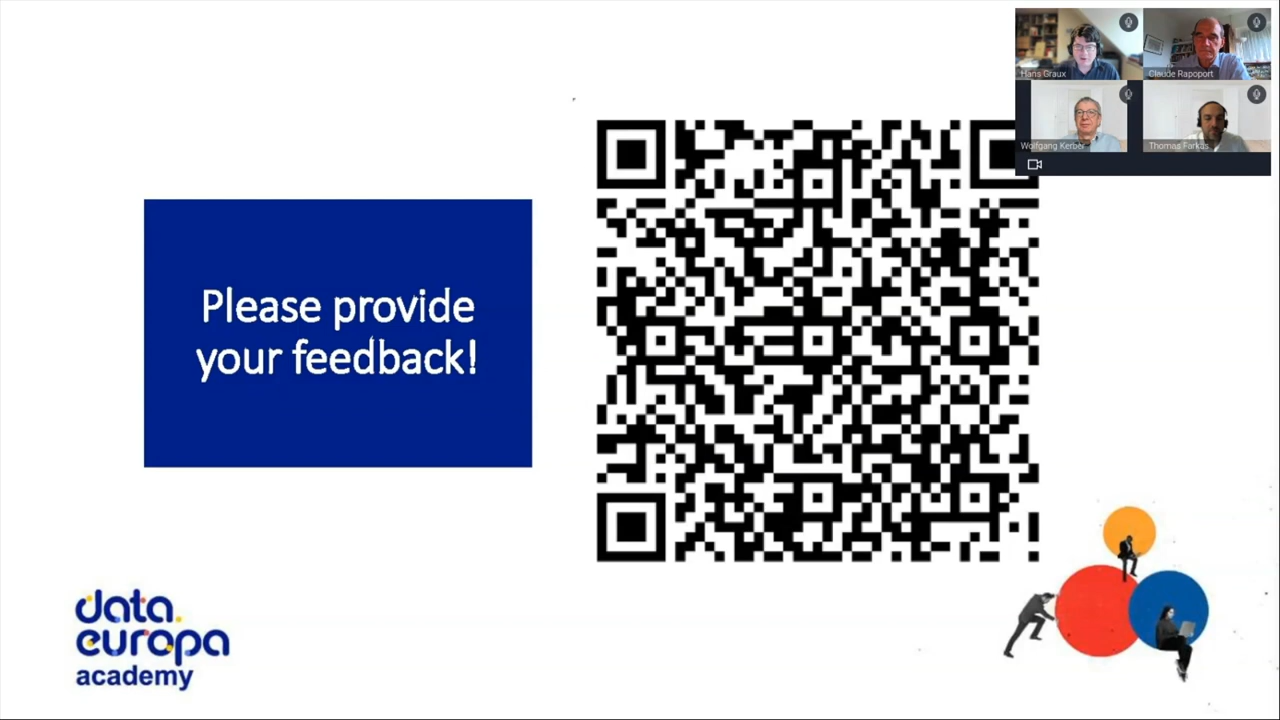 Hans Graux
Claude Rapoport
Wolfgang Kerber
Thomas Farkas
Please provide
your feedback!
data.
europa
academy